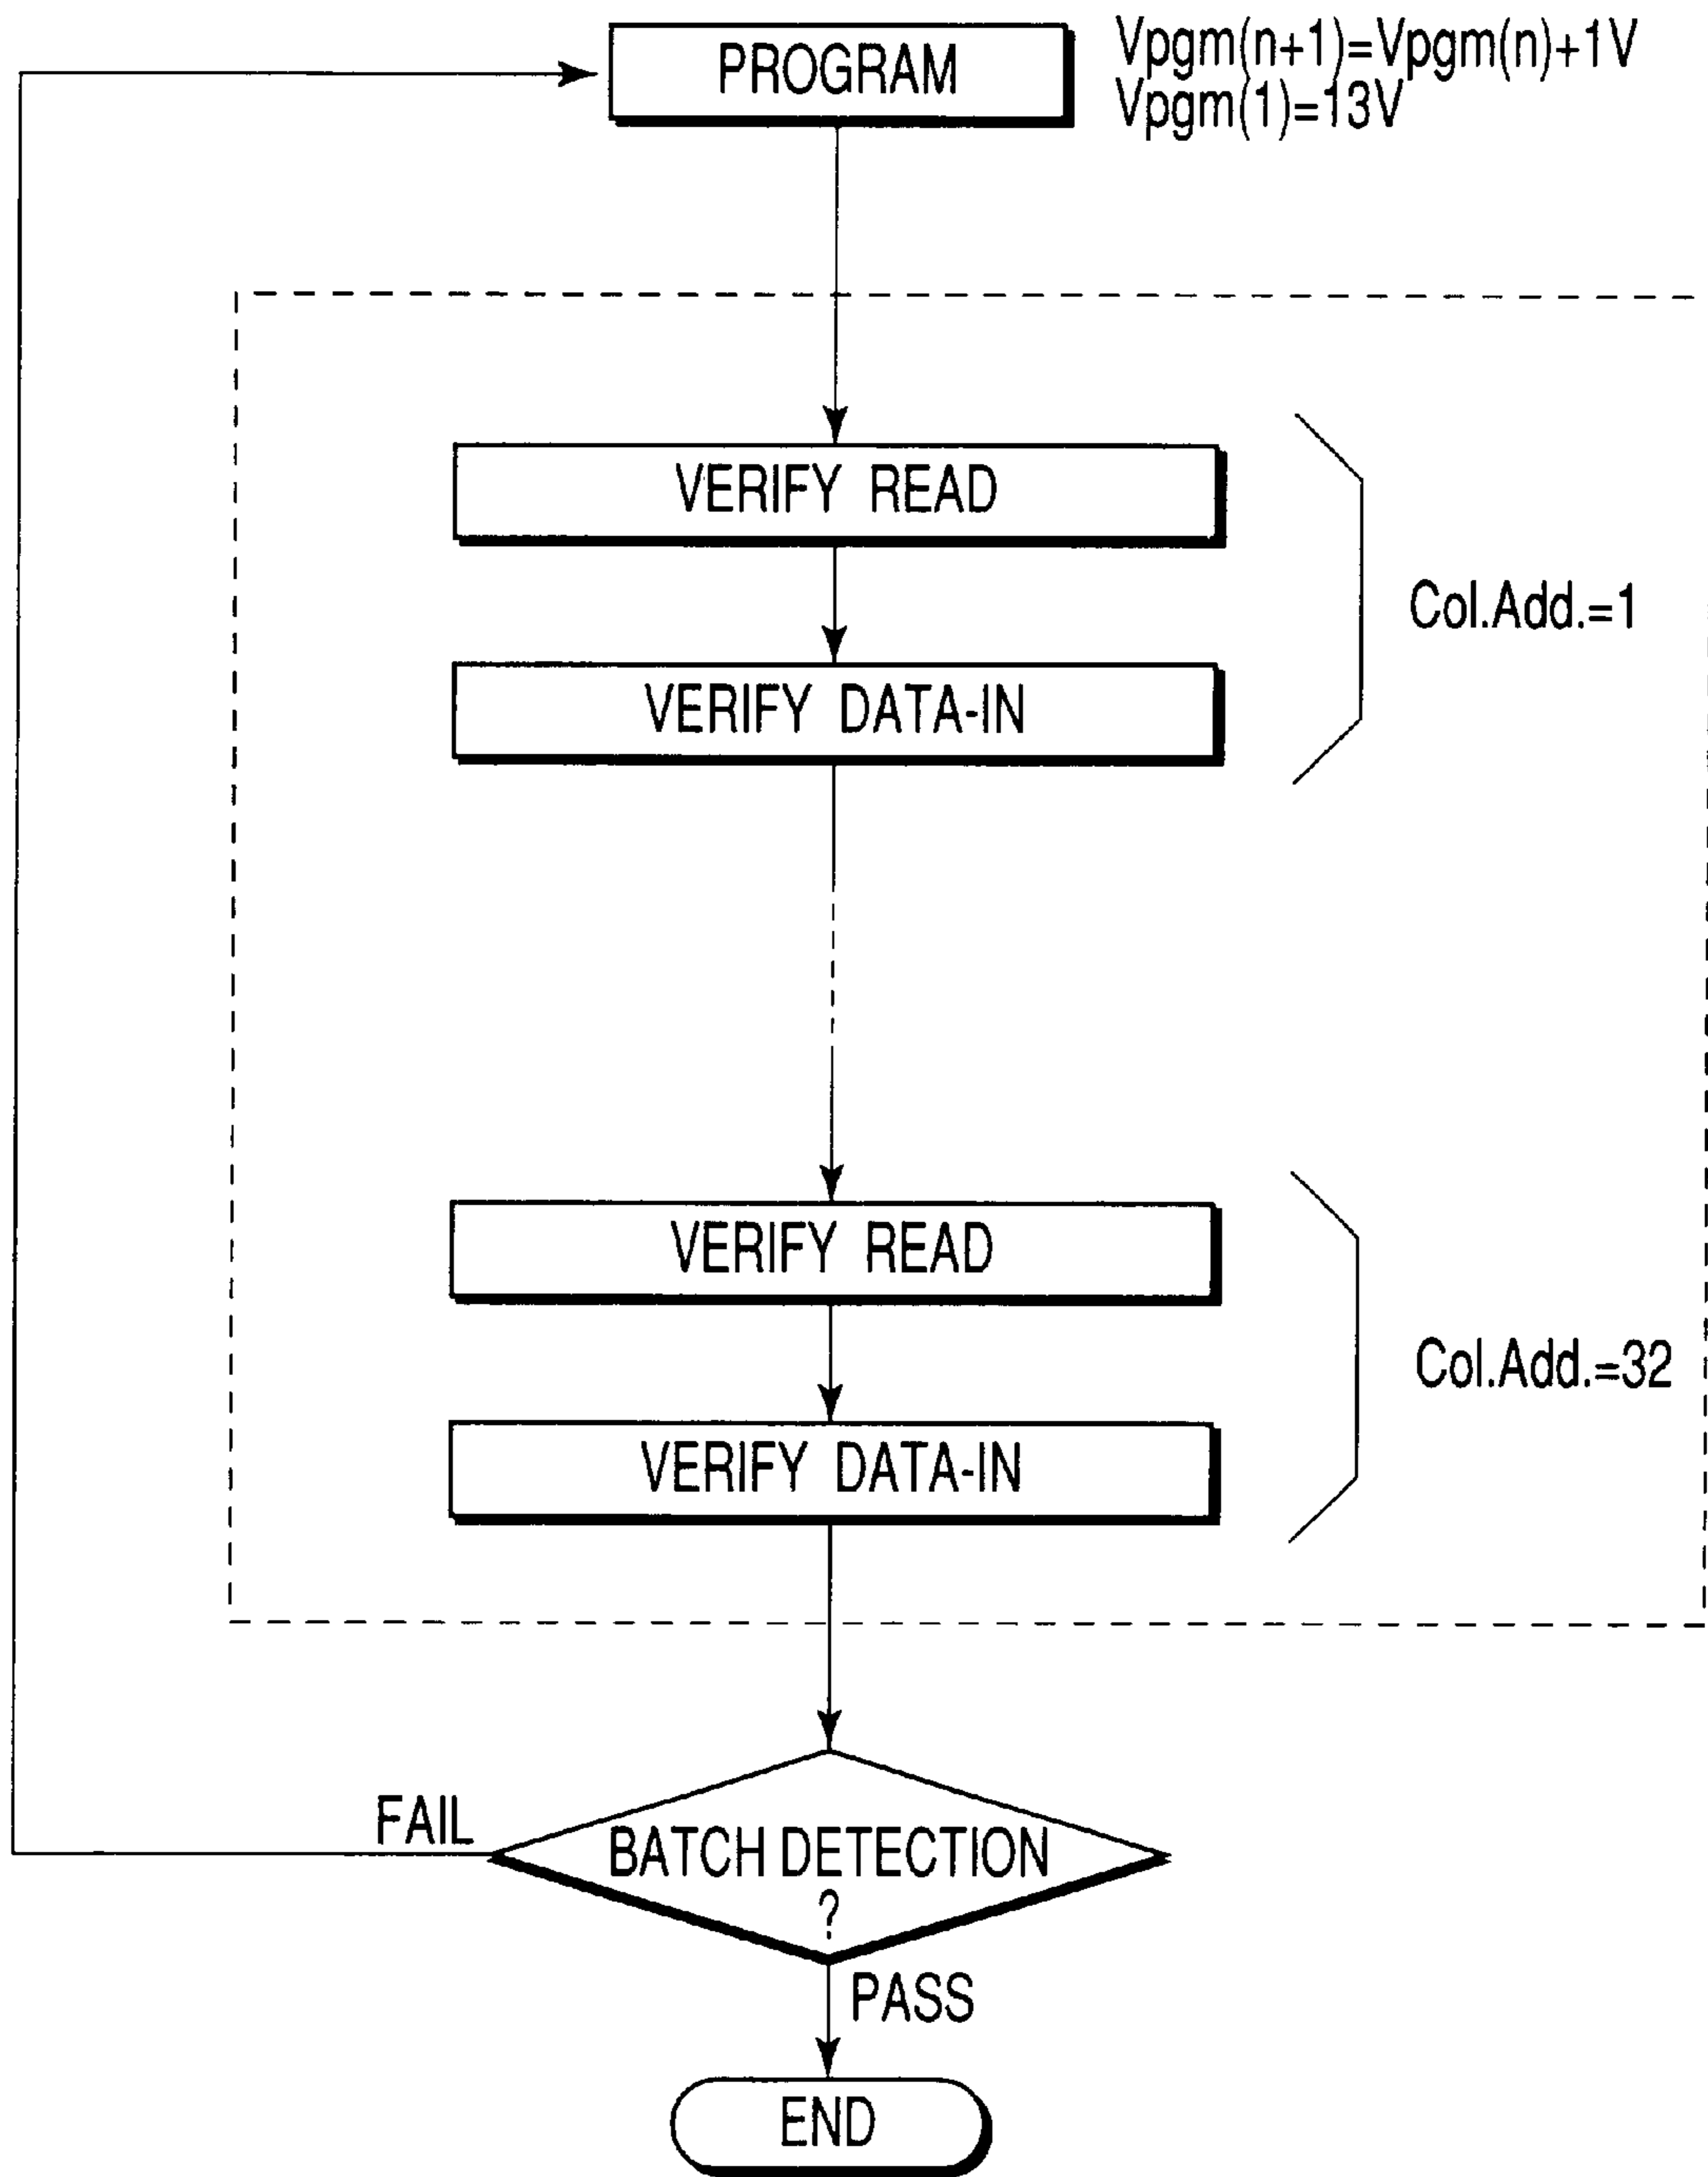 PROGRAM
Vpgm(n+1)=Vpgm(n)+1V
Vpgm(1)=13V
VERIFY READ
Col.Add.=1
VERIFY DATA-IN
VERIFY READ
Col.Add.=32
VERIFY DATA-IN
FAIL
BATCH DETECTION
?
PASS
END